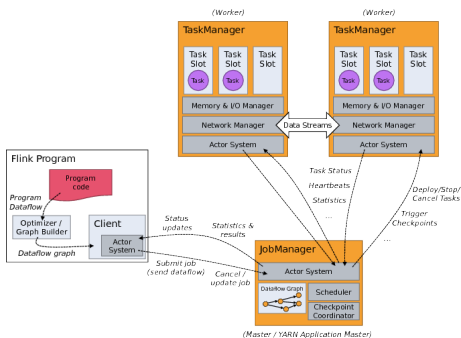 (Worker)
(Worker)
TaskManager
TaskManager
Task
Slot
Task
Slot
Task
Slot
Task
Slot
Task
Slot
Task
Slot
Task
Task
Task
Task
Memory & I/O Manager
Memory & I/O Manager
Network Manager
Data Streams
Network Manager
Actor System
Actor System
Flink Program
Program
code
Program
Dataflow
Optimizer /
Graph Builder
Dataflow graph
Client
Actor
System
Task Status
Heartbeats
Statistics
...
Deploy/Stop/
Cancel Tasks
Trigger
Checkpoints
...
Status
updates
Statistics &
results
Submit job
(send dataflow)
Cancel /
update job
JobManager
Actor System
Dataflow Graph
Scheduler
Checkpoint
Coordinator
(Master / YARN Application Master)